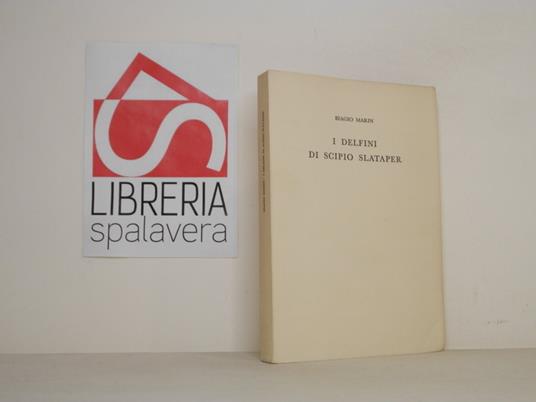 LIBRERIA
spalavera
BIAGIO MARIN
I DELFINI
DI SCIPIO SLATAPER